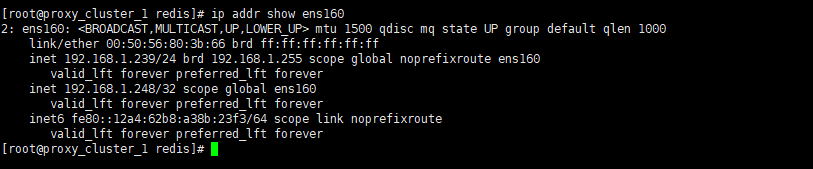 [root@proxy_cluster_1 redis]# ip addr show ens160
2: ens160: <BROADCAST,MULTICAST,UP,LOWER_UP> mtu 1500 qdisc mq state UP group default qlen 1000
    link/ether 00:50:56:80:3b:66 brd ff:ff:ff:ff:ff:ff
    inet 192.168.1.239/24 brd 192.168.1.255 scope global noprefixroute ens160
       valid_lft forever preferred_lft forever
    inet 192.168.1.248/32 scope global ens160
       valid_lft forever preferred_lft forever
    inet6 fe80::12a4:62b8:a38b:23f3/64 scope link noprefixroute
       valid_lft forever preferred_lft forever
[root@proxy_cluster_1 redis]#